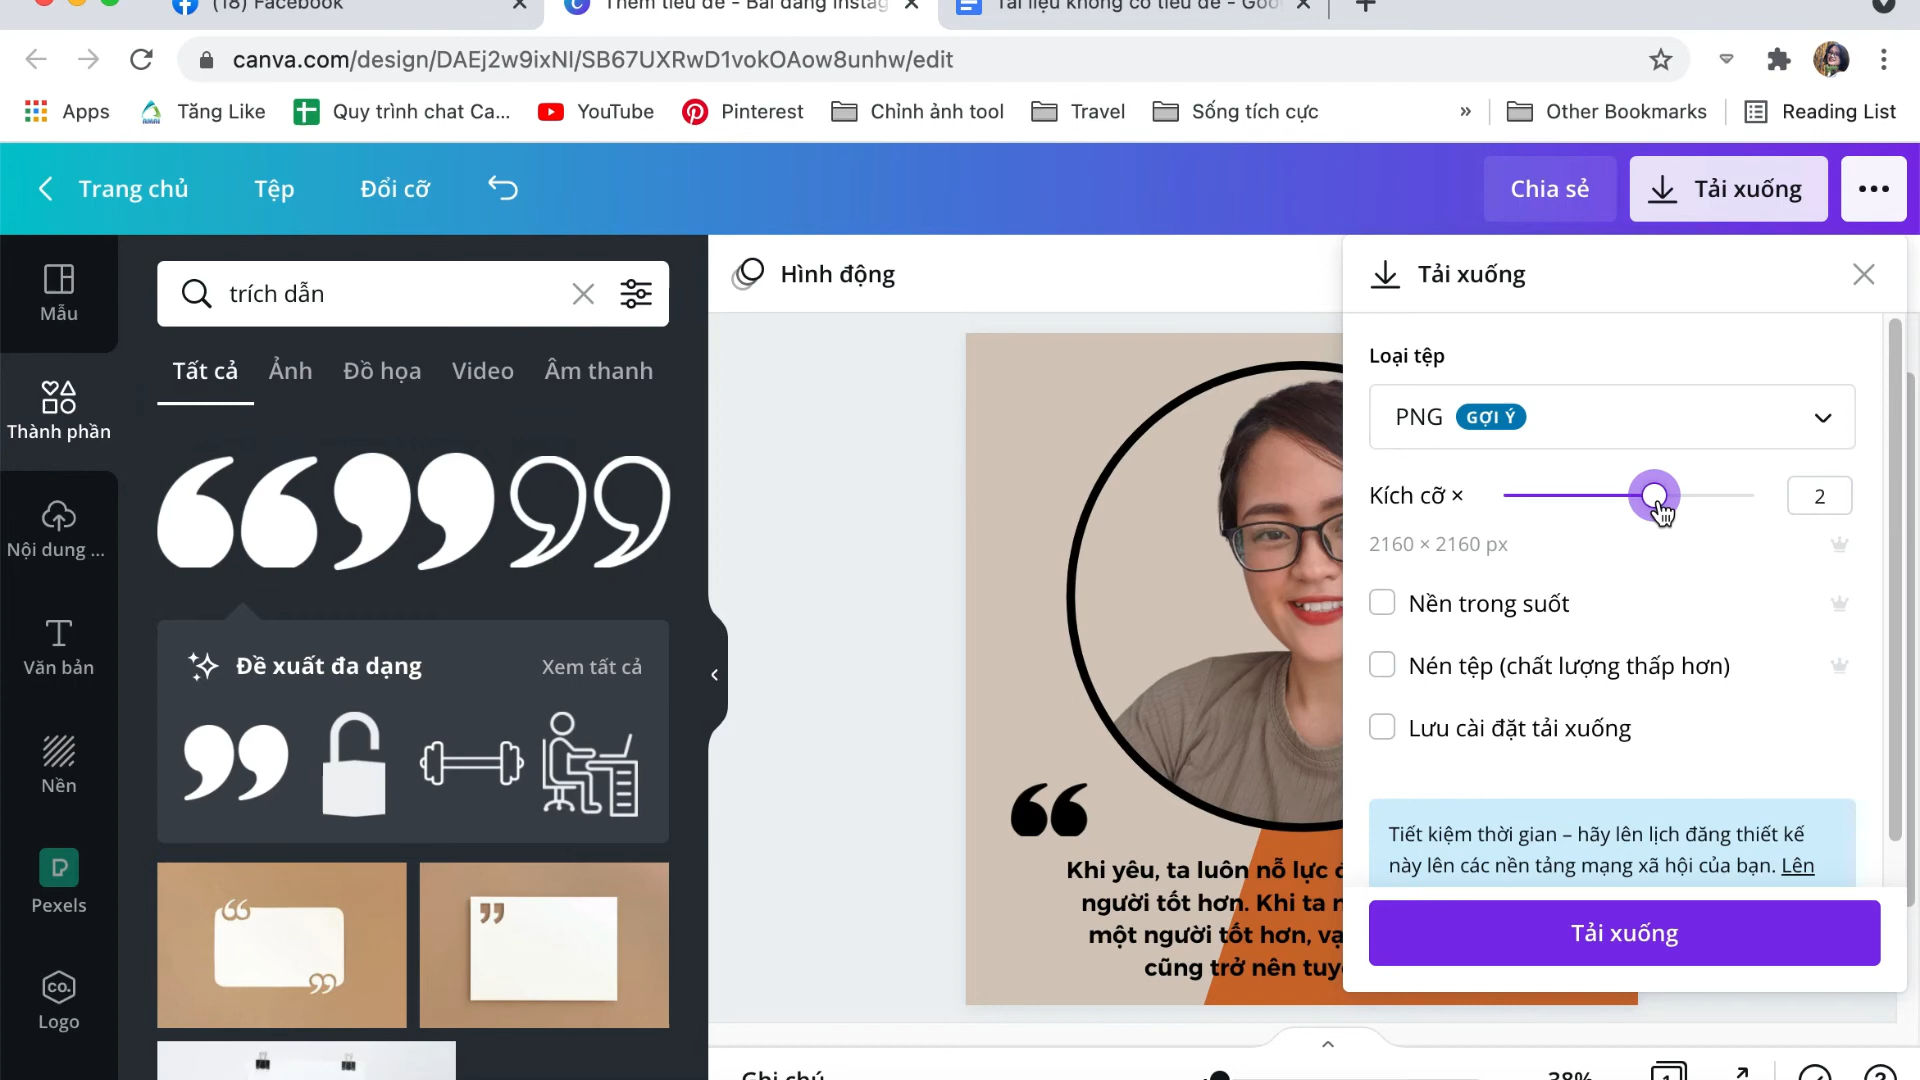 (18) Facebook
Thêm tiêu đề - Bài đăng Instag
Tài liệu không có tiêu đề - Goo
canva.com/design/DAEj2w9ixNI/SB67UXRwD1vokOAow8unhw/edit
Apps
Tăng Like
Quy trình chat Ca...
YouTube
Pinterest
Chỉnh ảnh tool
Travel
Sống tích cực
»
Other Bookmarks
Reading List
Trang chủ
Tệp
Đổi cỡ
Chia sẻ
Tải xuống
Mẫu
Thành phần
Nội dung ...
Văn bản
Nền
Pexels
CO.
Logo
trích dẫn
Tất cả
Ảnh
Đồ họa
Video
Âm thanh
Đề xuất đa dạng
Xem tất cả
Hình động
Khi yêu, ta luôn nỗ lực
người tốt hơn. Khi ta
một người tốt hơn,
cũng trở nên
Tải xuống
Loại tệp
PNG GỢI Ý
Kích cỡ ×
2
2160 × 2160 px
Nền trong suốt
Nén tệp (chất lượng thấp hơn)
Lưu cài đặt tải xuống
Tiết kiệm thời gian – hãy lên lịch đăng thiết kế
này lên các nền tảng mạng xã hội của bạn. Lên
Tải xuống
Ghi chú
38%
1
?